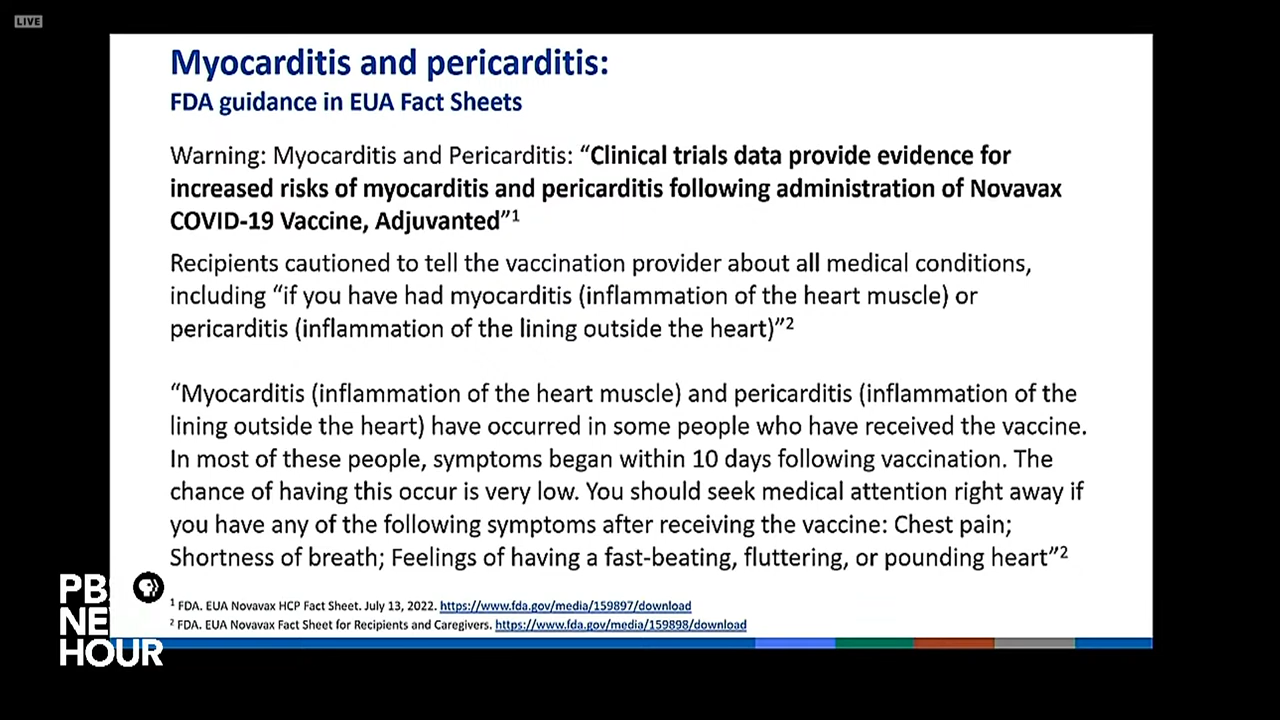 LIVE
Myocarditis and pericarditis:
FDA guidance in EUA Fact Sheets
Warning: Myocarditis and Pericarditis: “Clinical trials data provide evidence for
increased risks of myocarditis and pericarditis following administration of Novavax
COVID-19 Vaccine, Adjuvanted”¹
Recipients cautioned to tell the vaccination provider about all medical conditions,
including “if you have had myocarditis (inflammation of the heart muscle) or
pericarditis (inflammation of the lining outside the heart)”²
“Myocarditis (inflammation of the heart muscle) and pericarditis (inflammation of the
lining outside the heart) have occurred in some people who have received the vaccine.
In most of these people, symptoms began within 10 days following vaccination. The
chance of having this occur is very low. You should seek medical attention right away if
you have any of the following symptoms after receiving the vaccine: Chest pain;
Shortness of breath; Feelings of having a fast-beating, fluttering, or pounding heart”²
¹ FDA. EUA Novavax HCP Fact Sheet. July 13, 2022. https://www.fda.gov/media/159897/download
² FDA. EUA Novavax Fact Sheet for Recipients and Caregivers. https://www.fda.gov/media/159898/download
PB
NE
HOUR